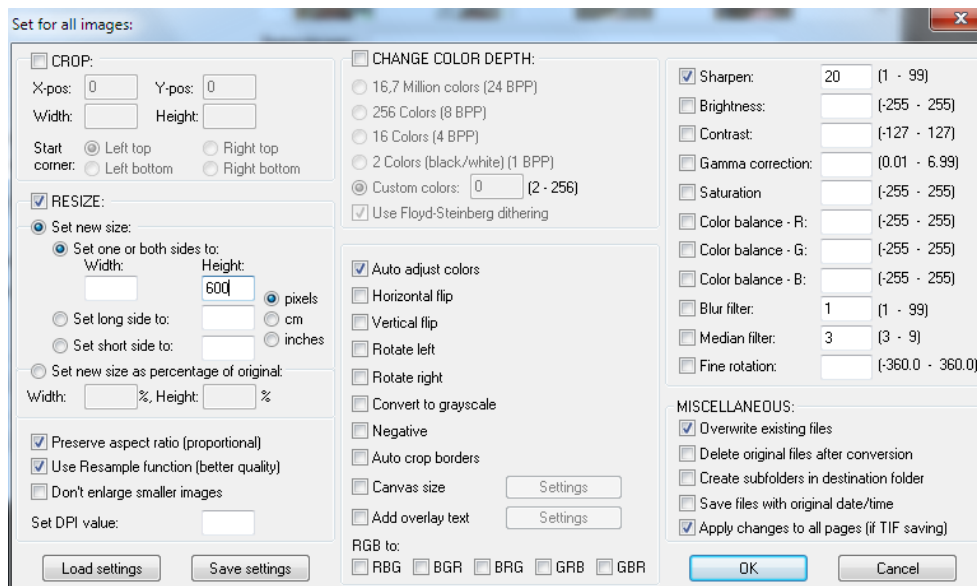 Set for all images:
CROP:
X-pos: 0 Y-pos: 0
Width: Height:
Start corner:
Left top Right top
Left bottom Right bottom
RESIZE:
Set new size:
Set one or both sides to:
Width: Height:
600
pixels
Set long side to: cm
Set short side to: inches
Set new size as percentage of original:
Width: %, Height: %
Preserve aspect ratio (proportional)
Use Resample function (better quality)
Don't enlarge smaller images
Set DPI value:
Load settings Save settings
CHANGE COLOR DEPTH:
16,7 Million colors (24 BPP)
256 Colors (8 BPP)
16 Colors (4 BPP)
2 Colors (black/white) (1 BPP)
Custom colors: 0 (2 - 256)
Use Floyd-Steinberg dithering
Auto adjust colors
Horizontal flip
Vertical flip
Rotate left
Rotate right
Convert to grayscale
Negative
Auto crop borders
Canvas size Settings
Add overlay text Settings
RGB to:
RBG BGR BRG GRB GBR
Sharpen: 20 (1 - 99)
Brightness: (-255 - 255)
Contrast: (-127 - 127)
Gamma correction: (0.01 - 6.99)
Saturation (-255 - 255)
Color balance - R: (-255 - 255)
Color balance - G: (-255 - 255)
Color balance - B: (-255 - 255)
Blur filter: 1 (1 - 99)
Median filter: 3 (3 - 9)
Fine rotation: (-360.0 - 360.0)
MISCELLANEOUS:
Overwrite existing files
Delete original files after conversion
Create subfolders in destination folder
Save files with original date/time
Apply changes to all pages (if TIF saving)
OK Cancel